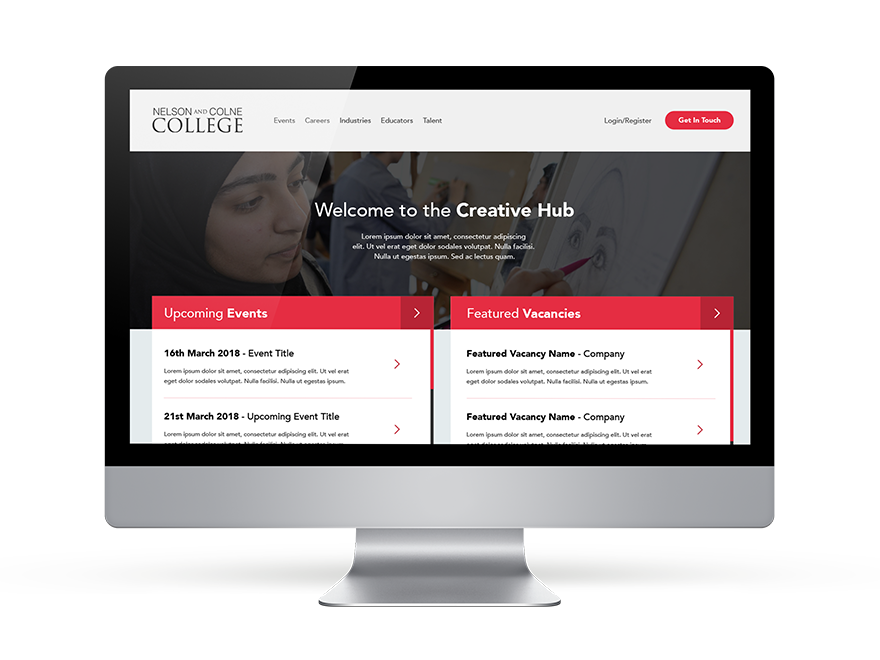 NELSON AND COLNE
COLLEGE
Events Careers Industries Educators Talent
Login/Register
Get In Touch
Welcome to the Creative Hub
Lorem ipsum dolor sit amet, consectetur adipiscing
elit. Ut vel erat eget dolor sodales volutpat. Nulla facilisi.
Nulla ut egestas ipsum. Sed ac lectus quam.
Upcoming Events
16th March 2018 - Event Title
Lorem ipsum dolor sit amet, consectetur adipiscing elit. Ut vel erat
eget dolor sodales volutpat. Nulla facilisi. Nulla ut egestas ipsum.
21st March 2018 - Upcoming Event Title
Lorem ipsum dolor sit amet, consectetur adipiscing elit. Ut vel erat
Featured Vacancies
Featured Vacancy Name - Company
Lorem ipsum dolor sit amet, consectetur adipiscing elit. Ut vel erat
eget dolor sodales volutpat. Nulla facilisi. Nulla ut egestas ipsum.
Featured Vacancy Name - Company
Lorem ipsum dolor sit amet, consectetur adipiscing elit. Ut vel erat